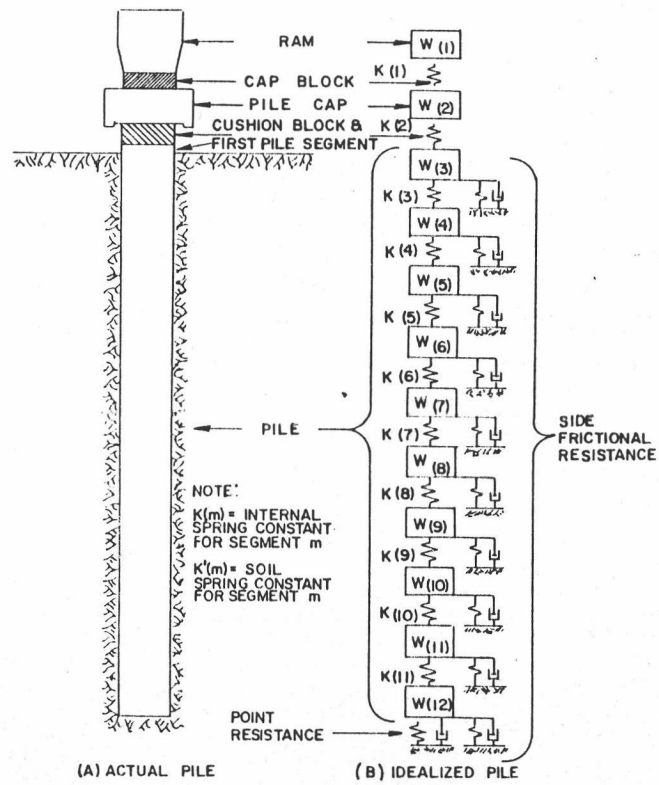 RAM
W(1)
K(1)
CAP BLOCK
PILE CAP
W(2)
CUSHION BLOCK &
FIRST PILE SEGMENT
K(2)
W(3)
K(3)
W(4)
K(4)
W(5)
K(5)
W(6)
K(6)
W(7)
PILE
K(7)
SIDE
FRICTIONAL
RESISTANCE
W(8)
K(8)
W(9)
K(9)
W(10)
K(10)
W(11)
K(11)
W(12)
NOTE:
K(m) = INTERNAL
SPRING CONSTANT
FOR SEGMENT m
K'(m) = SOIL
SPRING CONSTANT
FOR SEGMENT m
POINT
RESISTANCE
(A) ACTUAL PILE
(B) IDEALIZED PILE